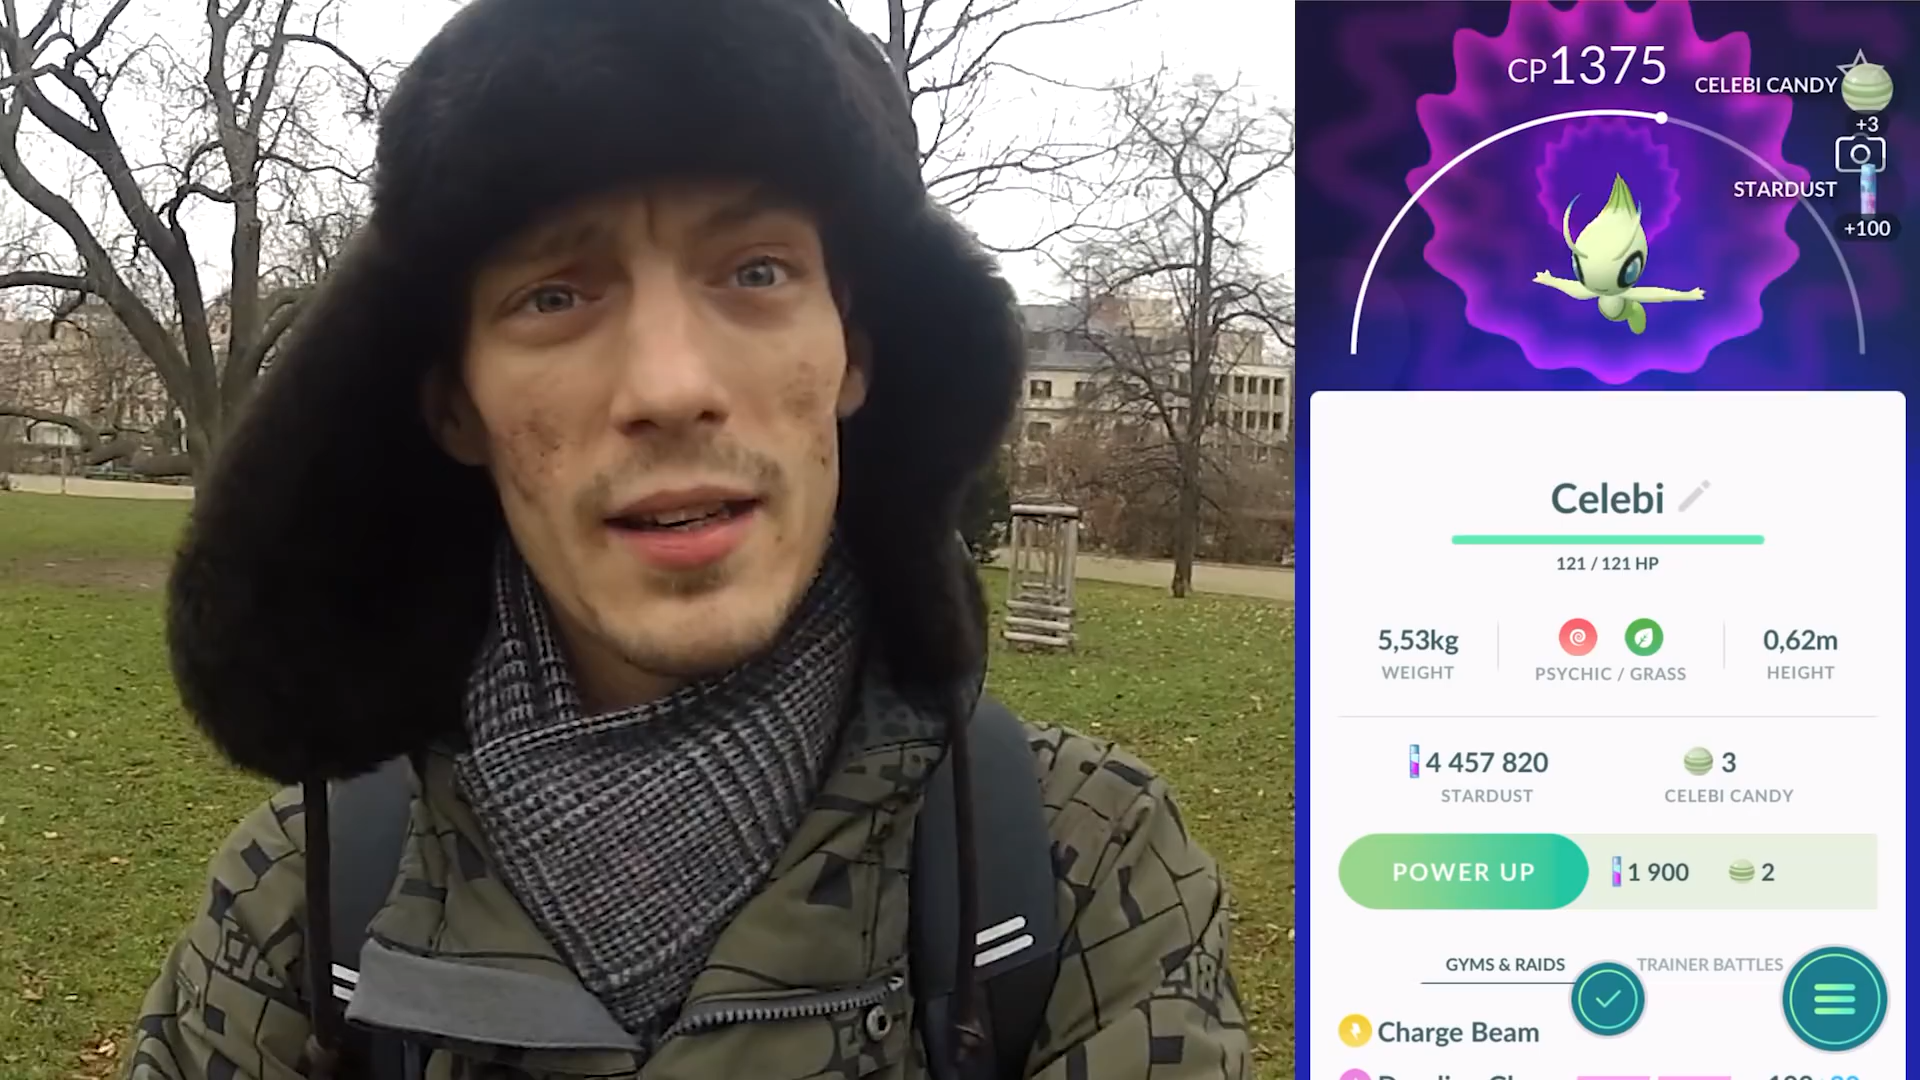 CP1375
CELEBI CANDY
+3
STARDUST
+100
Celebi
121 / 121 HP
5,53kg
WEIGHT
PSYCHIC / GRASS
0,62m
HEIGHT
4 457 820
STARDUST
3
CELEBI CANDY
POWER UP
1 900
2
GYMS & RAIDS
TRAINER BATTLES
Charge Beam